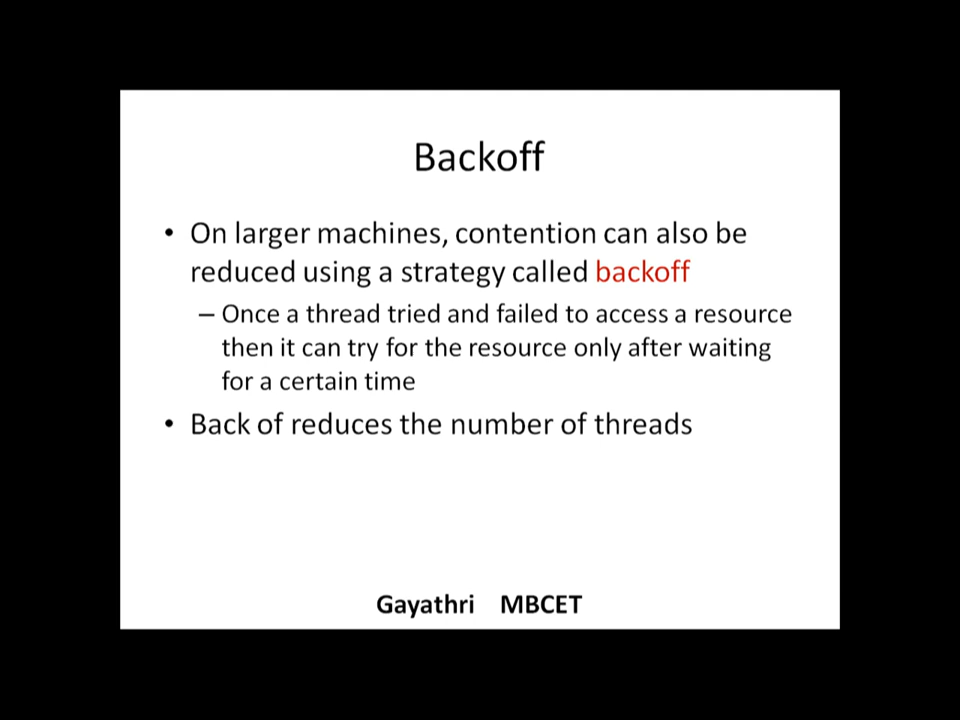 Backoff
• On larger machines, contention can also be
reduced using a strategy called backoff
– Once a thread tried and failed to access a resource
then it can try for the resource only after waiting
for a certain time
• Back of reduces the number of threads
Gayathri MBCET